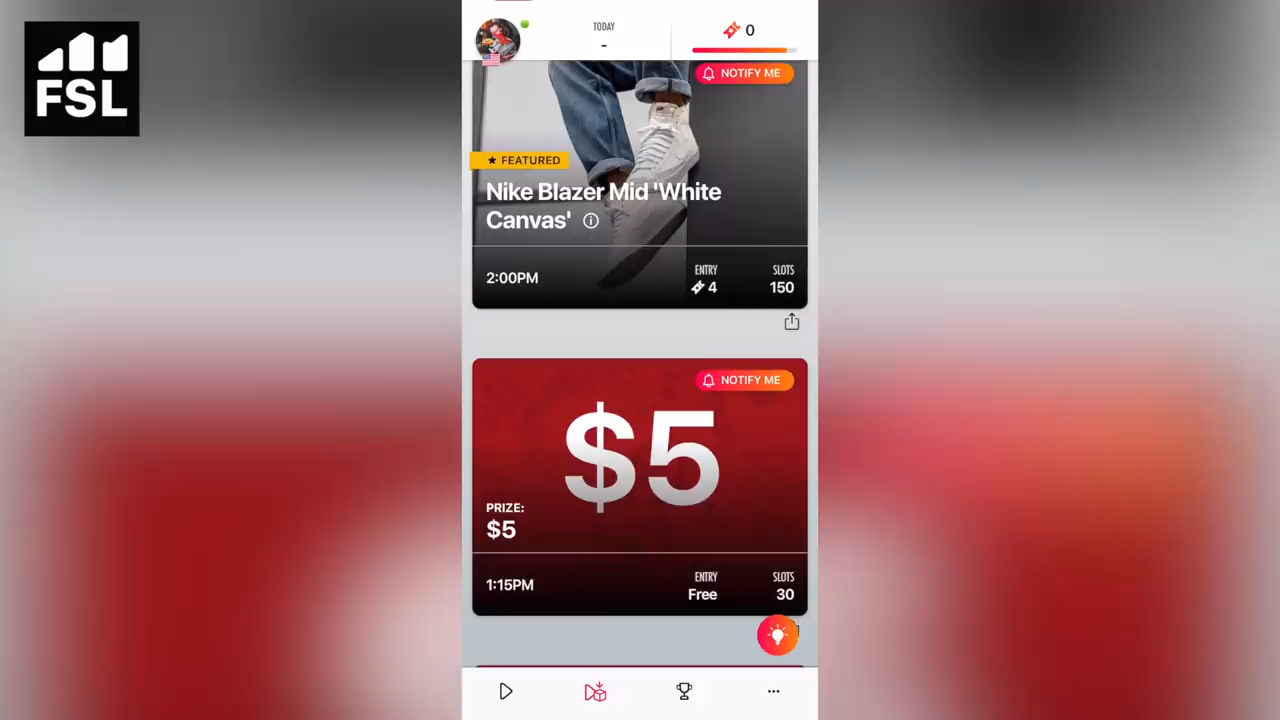 FSL
TODAY
-
0
NOTIFY ME
★ FEATURED
Nike Blazer Mid 'White
Canvas'
2:00PM
ENTRY
4
SLOTS
150
NOTIFY ME
$5
PRIZE:
$5
1:15PM
ENTRY
Free
SLOTS
30